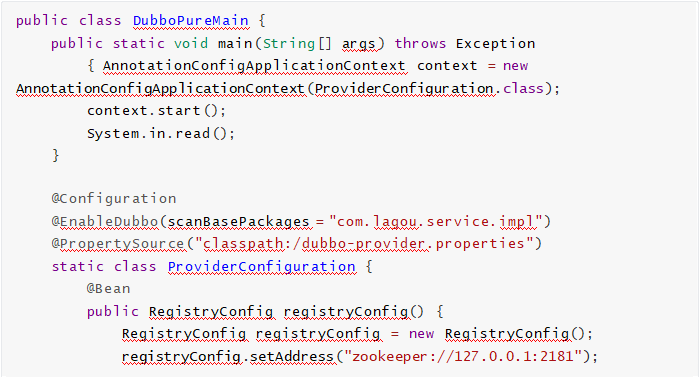 public class DubboPureMain {
    public static void main(String[] args) throws Exception
        { AnnotationConfigApplicationContext context = new
AnnotationConfigApplicationContext(ProviderConfiguration.class);
        context.start();
        System.in.read();
    }
    @Configuration
    @EnableDubbo(scanBasePackages = "com.lagou.service.impl")
    @PropertySource("classpath:/dubbo-provider.properties")
    static class ProviderConfiguration {
        @Bean
        public RegistryConfig registryConfig() {
            RegistryConfig registryConfig = new RegistryConfig();
            registryConfig.setAddress("zookeeper://127.0.0.1:2181");